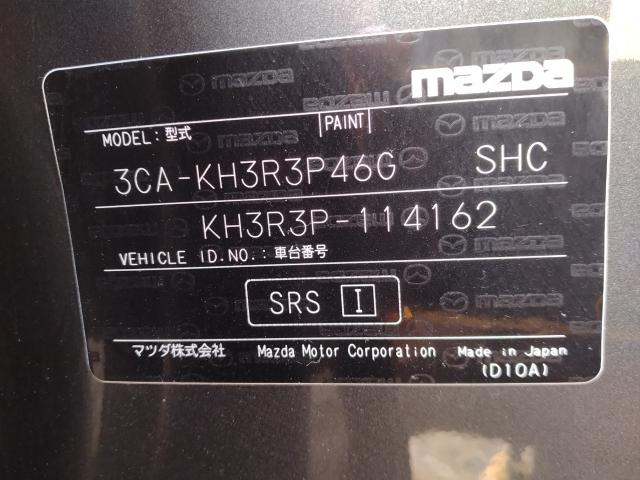 mazda
MODEL:型式 PAINT
3CA-KH3R3P46G SHC
KH3R3P-114162
VEHICLE ID.NO.:車台番号
SRS I
マツダ株式会社 Mazda Motor Corporation Made in Japan
(D10A)